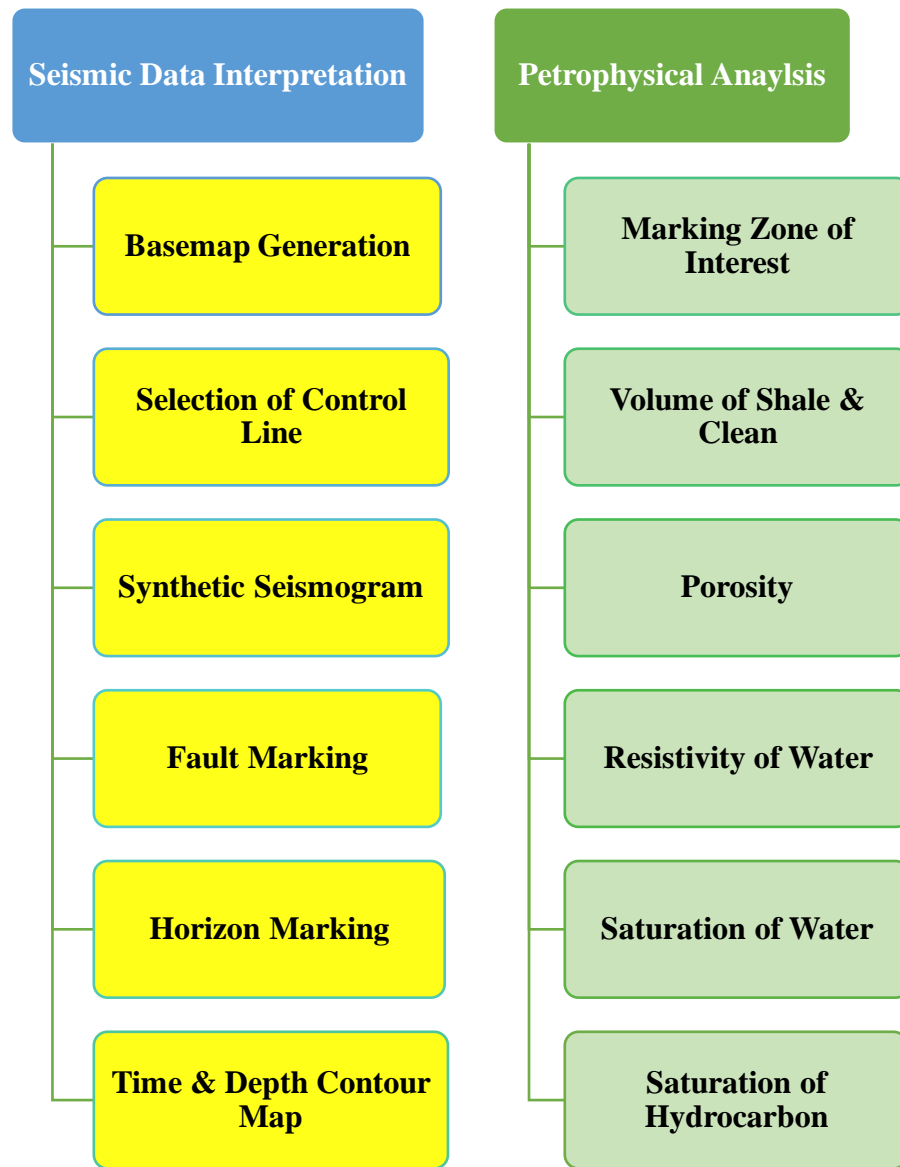 Seismic Data Interpretation
Basemap Generation
Selection of Control
Line
Synthetic Seismogram
Fault Marking
Horizon Marking
Time & Depth Contour
Map
Petrophysical Anaylsis
Marking Zone of
Interest
Volume of Shale &
Clean
Porosity
Resistivity of Water
Saturation of Water
Saturation of
Hydrocarbon